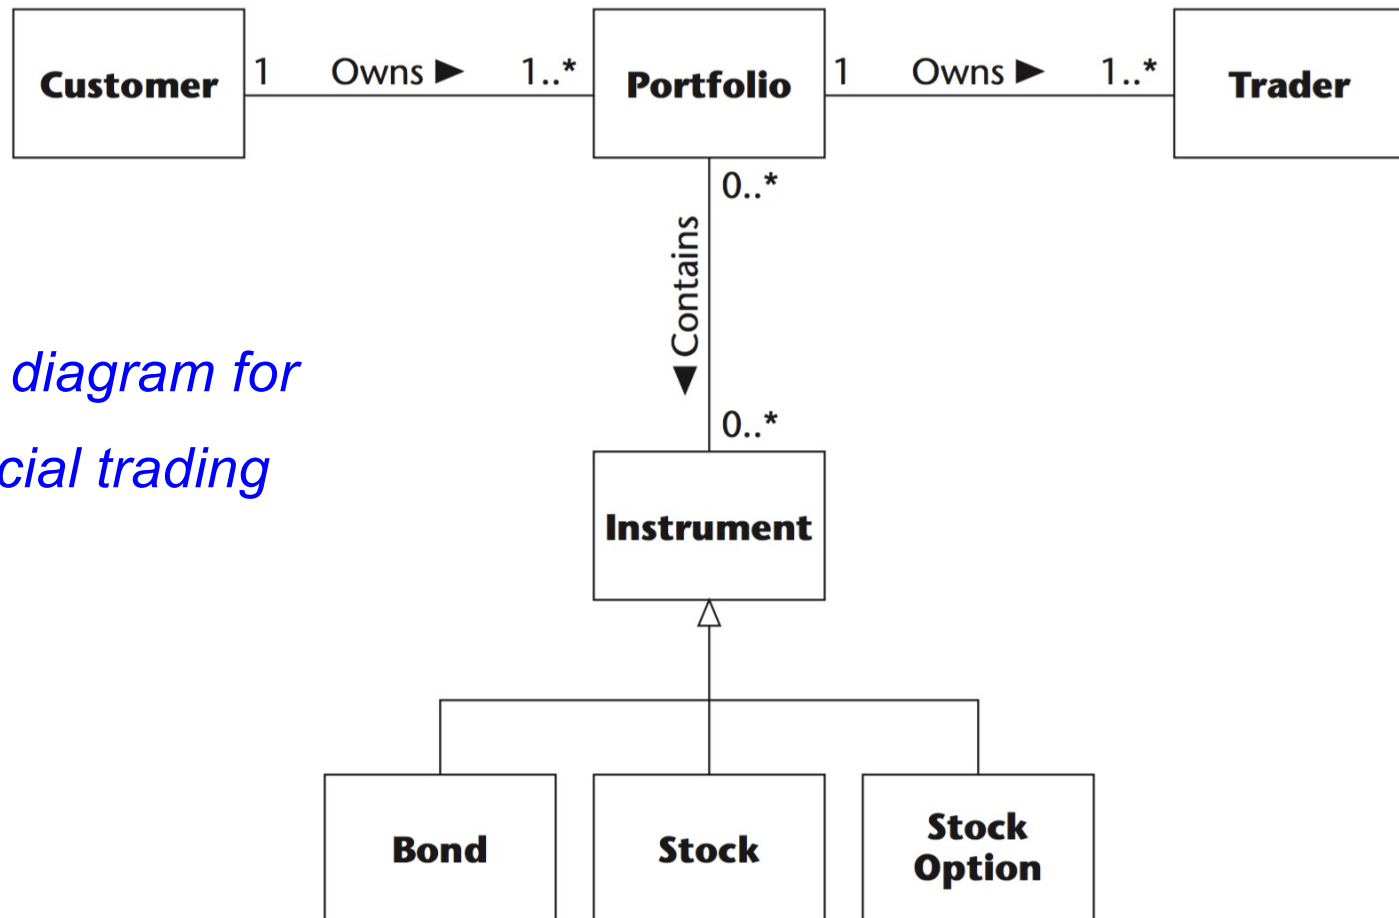 Customer
1 Owns ► 1..*
Portfolio
1 Owns ► 1..*
Trader
0..*
▼ Contains
diagram for
cial trading
0..*
Instrument
Bond
Stock
Stock
Option